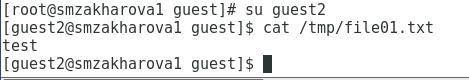 [root@smzakharova1 guest]# su guest2
[guest2@smzakharova1 guest]$ cat /tmp/file01.txt
test
[guest2@smzakharova1 guest]$